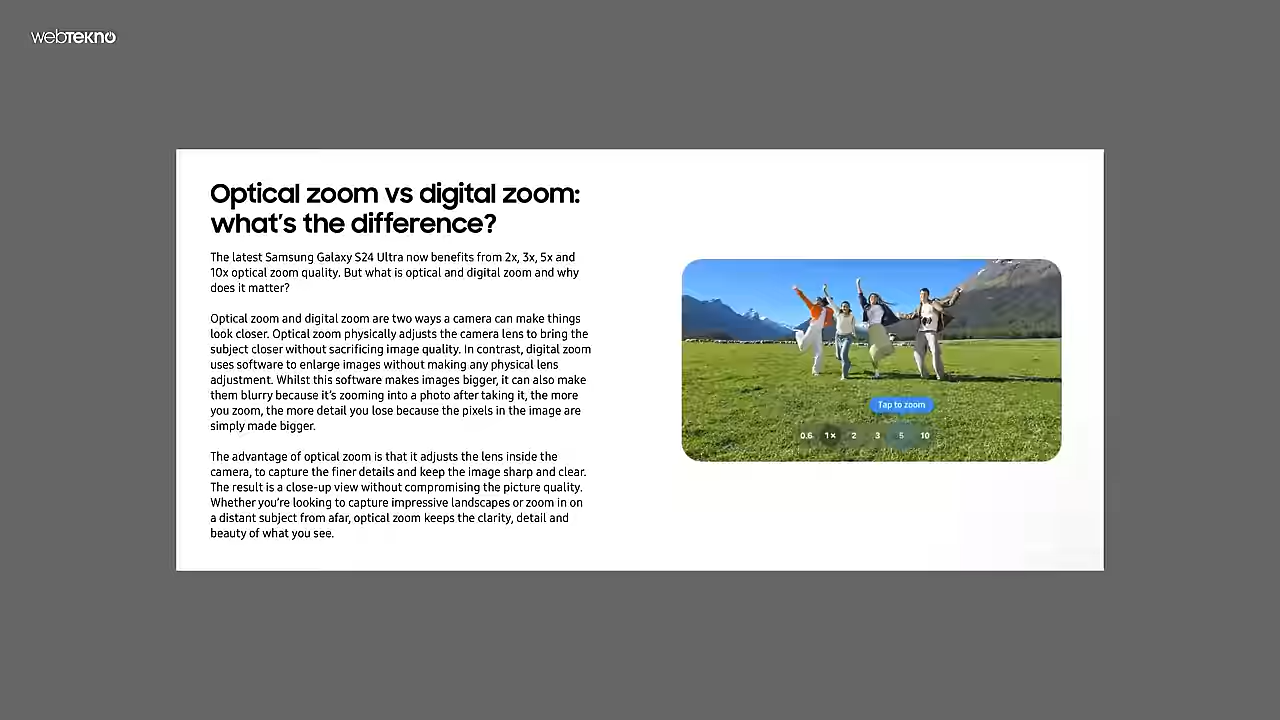 webtekno
Optical zoom vs digital zoom:
what's the difference?
The latest Samsung Galaxy S24 Ultra now benefits from 2x, 3x, 5x and
10x optical zoom quality. But what is optical and digital zoom and why
does it matter?
Optical zoom and digital zoom are two ways a camera can make things
look closer. Optical zoom physically adjusts the camera lens to bring the
subject closer without sacrificing image quality. In contrast, digital zoom
uses software to enlarge images without making any physical lens
adjustment. Whilst this software makes images bigger, it can also make
them blurry because it's zooming into a photo after taking it, the more
you zoom, the more detail you lose because the pixels in the image are
simply made bigger.
The advantage of optical zoom is that it adjusts the lens inside the
camera, to capture the finer details and keep the image sharp and clear.
The result is a close-up view without compromising the picture quality.
Whether you're looking to capture impressive landscapes or zoom in on
a distant subject from afar, optical zoom keeps the clarity, detail and
beauty of what you see.
Tap to zoom
0.6 1× 2 3 5 10